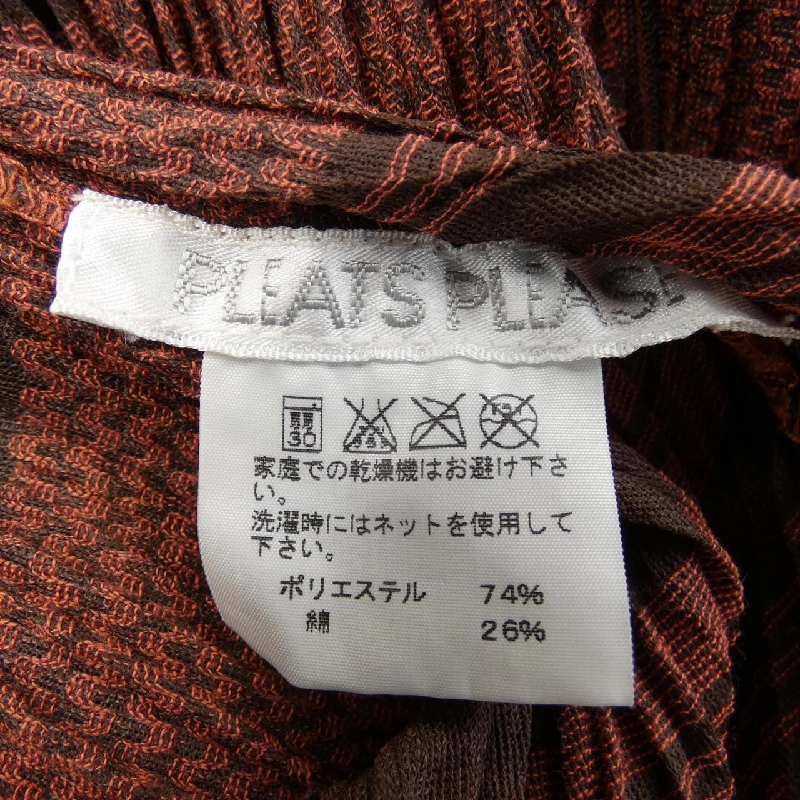 PLEATS PLEASE
30
家庭での乾燥機はお避け下さ
い。
洗濯時にはネットを使用して
下さい。
ポリエステル 74%
綿 26%